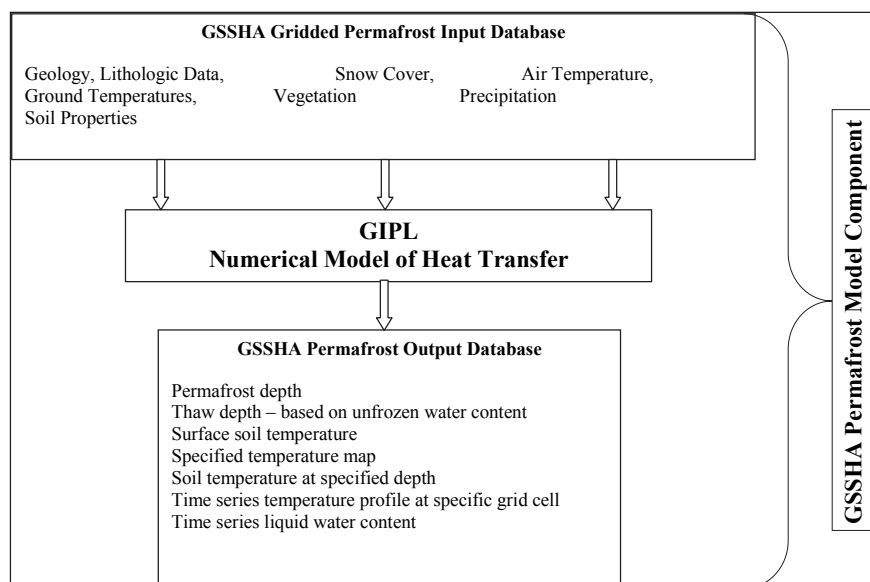 GSSHA Gridded Permafrost Input Database
Geology, Lithologic Data, Snow Cover, Air Temperature,
Ground Temperatures, Vegetation Precipitation
Soil Properties
GIPL
Numerical Model of Heat Transfer
GSSHA Permafrost Output Database
Permafrost depth
Thaw depth – based on unfrozen water content
Surface soil temperature
Specified temperature map
Soil temperature at specified depth
Time series temperature profile at specific grid cell
Time series liquid water content
GSSHA Permafrost Model Component